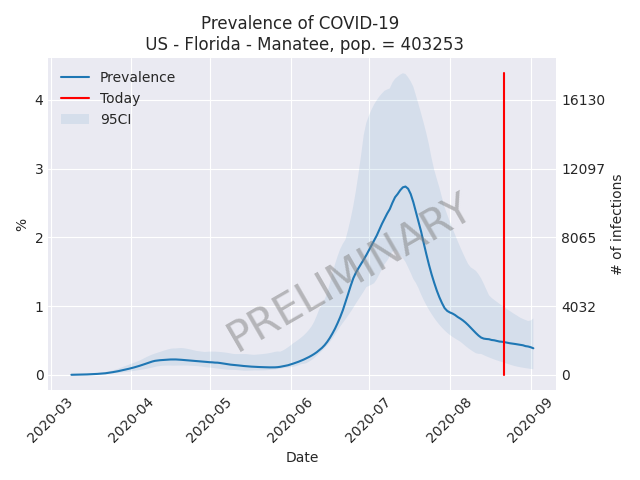 Prevalence of COVID-19
US - Florida - Manatee, pop. = 403253
Prevalence
Today
95CI
PRELIMINARY
%
4
3
2
1
0
16130
12097
8065
4032
0
# of infections
2020-03
2020-04
2020-05
2020-06
2020-07
2020-08
2020-09
Date